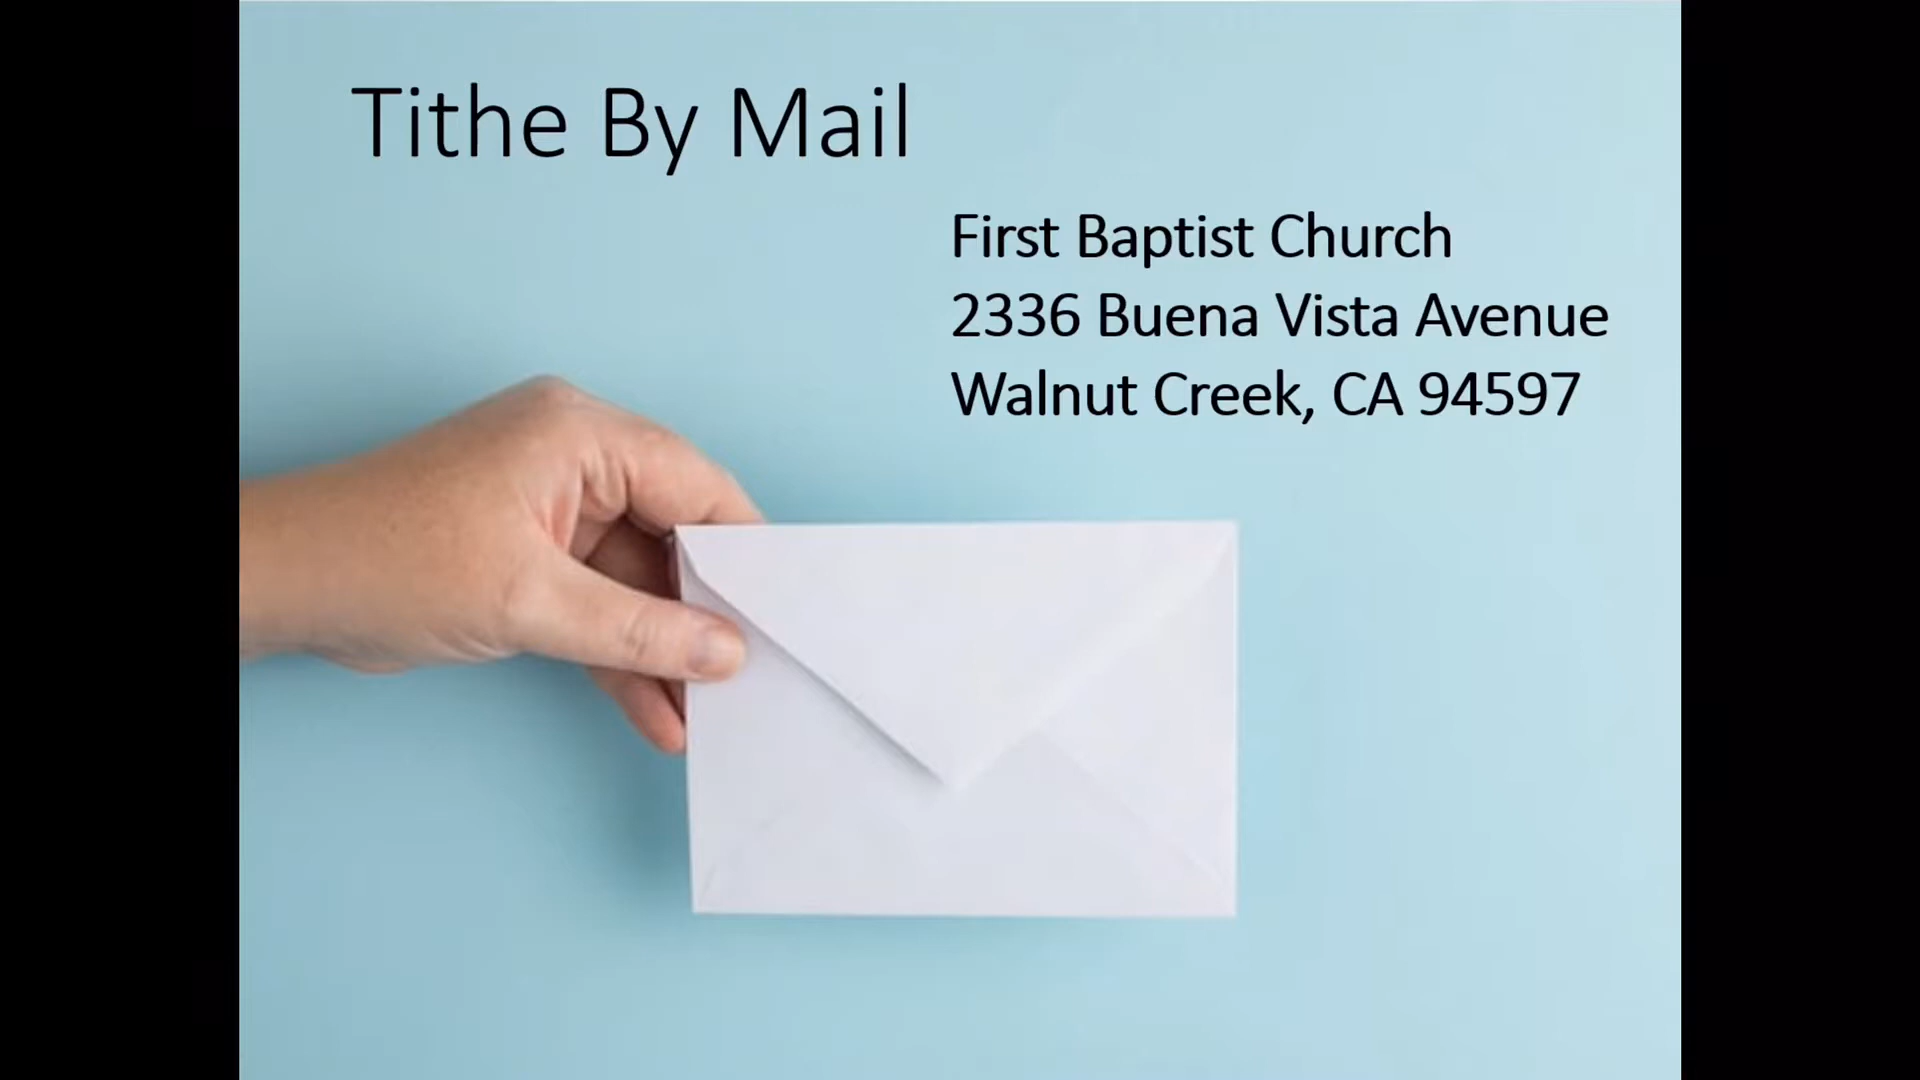 Tithe By Mail
First Baptist Church
2336 Buena Vista Avenue
Walnut Creek, CA 94597